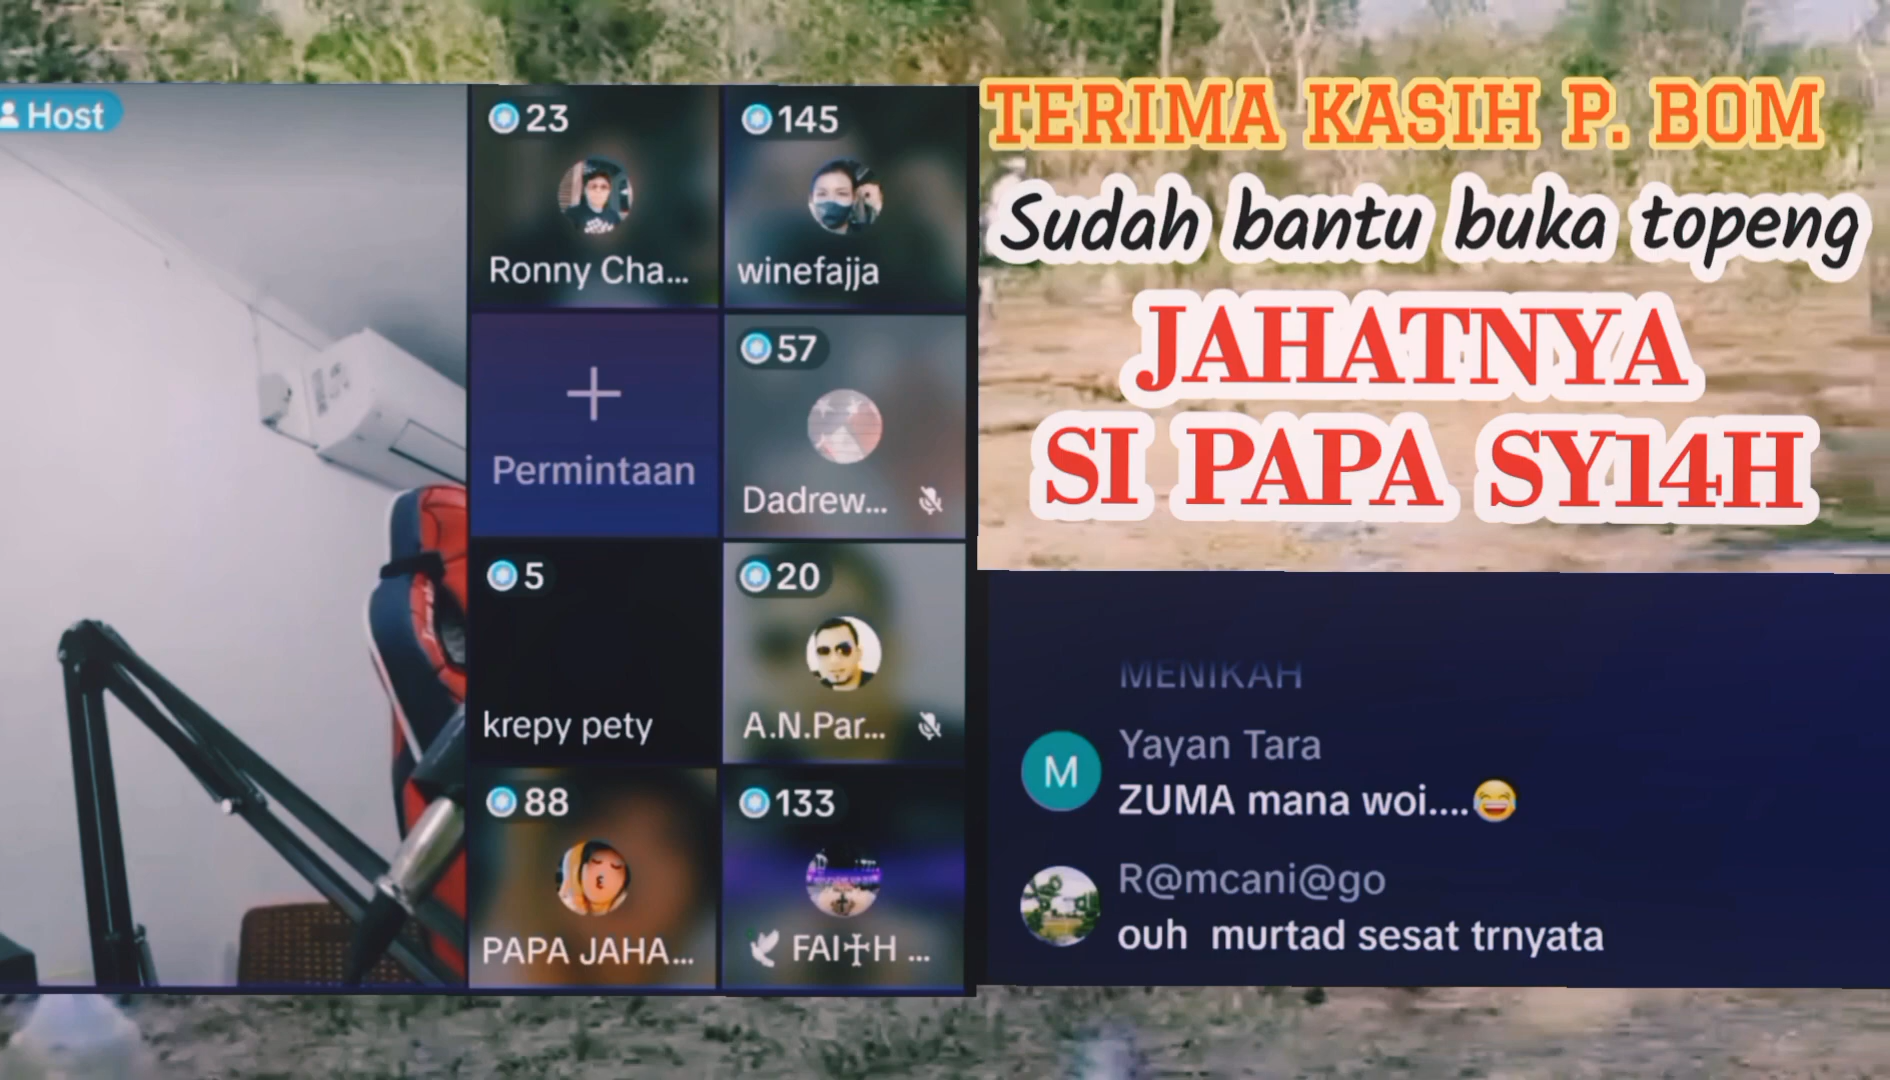 Host
23
Ronny Cha...
145
winefajja
Permintaan
57
Dadrew...
5
krepy pety
20
A.N.Par...
88
PAPA JAHA...
133
FAI✝H ...
TERIMA KASIH P. BOM
Sudah bantu buka topeng
JAHATNYA
SI PAPA SY14H
MENIKAH
M
Yayan Tara
ZUMA mana woi....😂
R@mcani@go
ouh murtad sesat trnyata